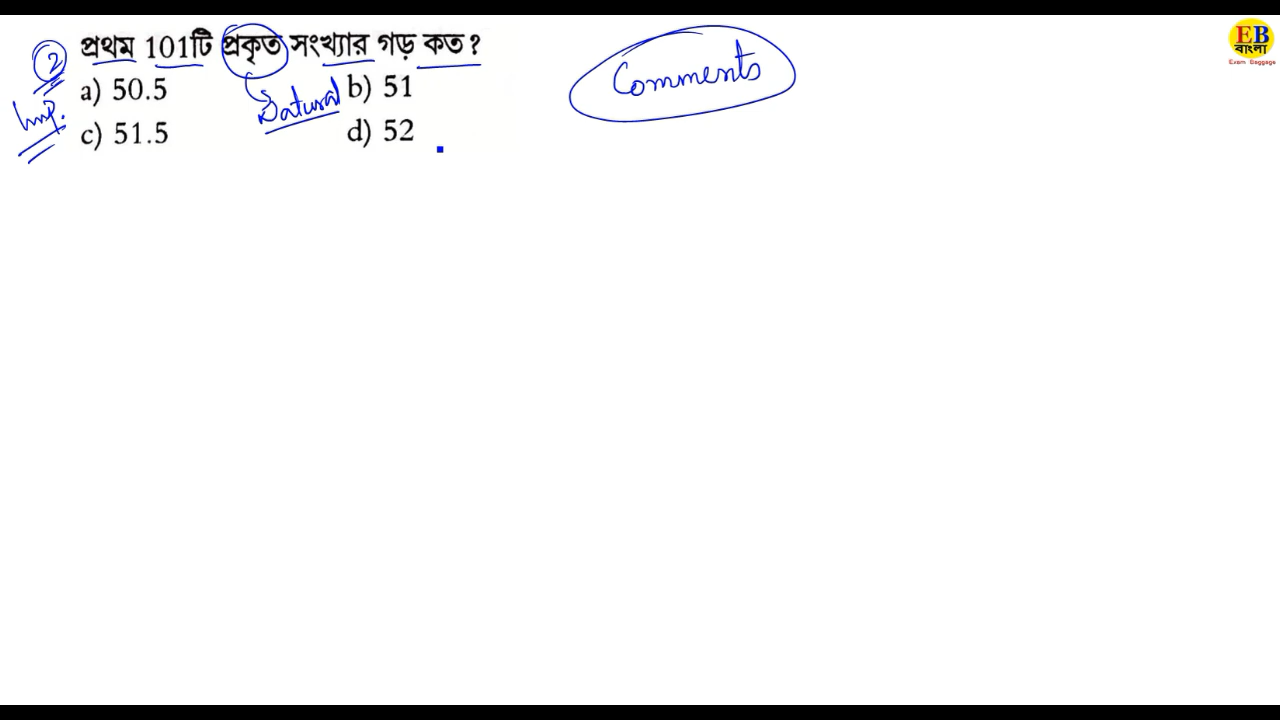 ② প্রথম 101টি প্রকৃত সংখ্যার গড় কত?
Comments
EB
বাংলা
Exam Baggage
a) 50.5
Natural
b) 51
Imp.
c) 51.5
d) 52